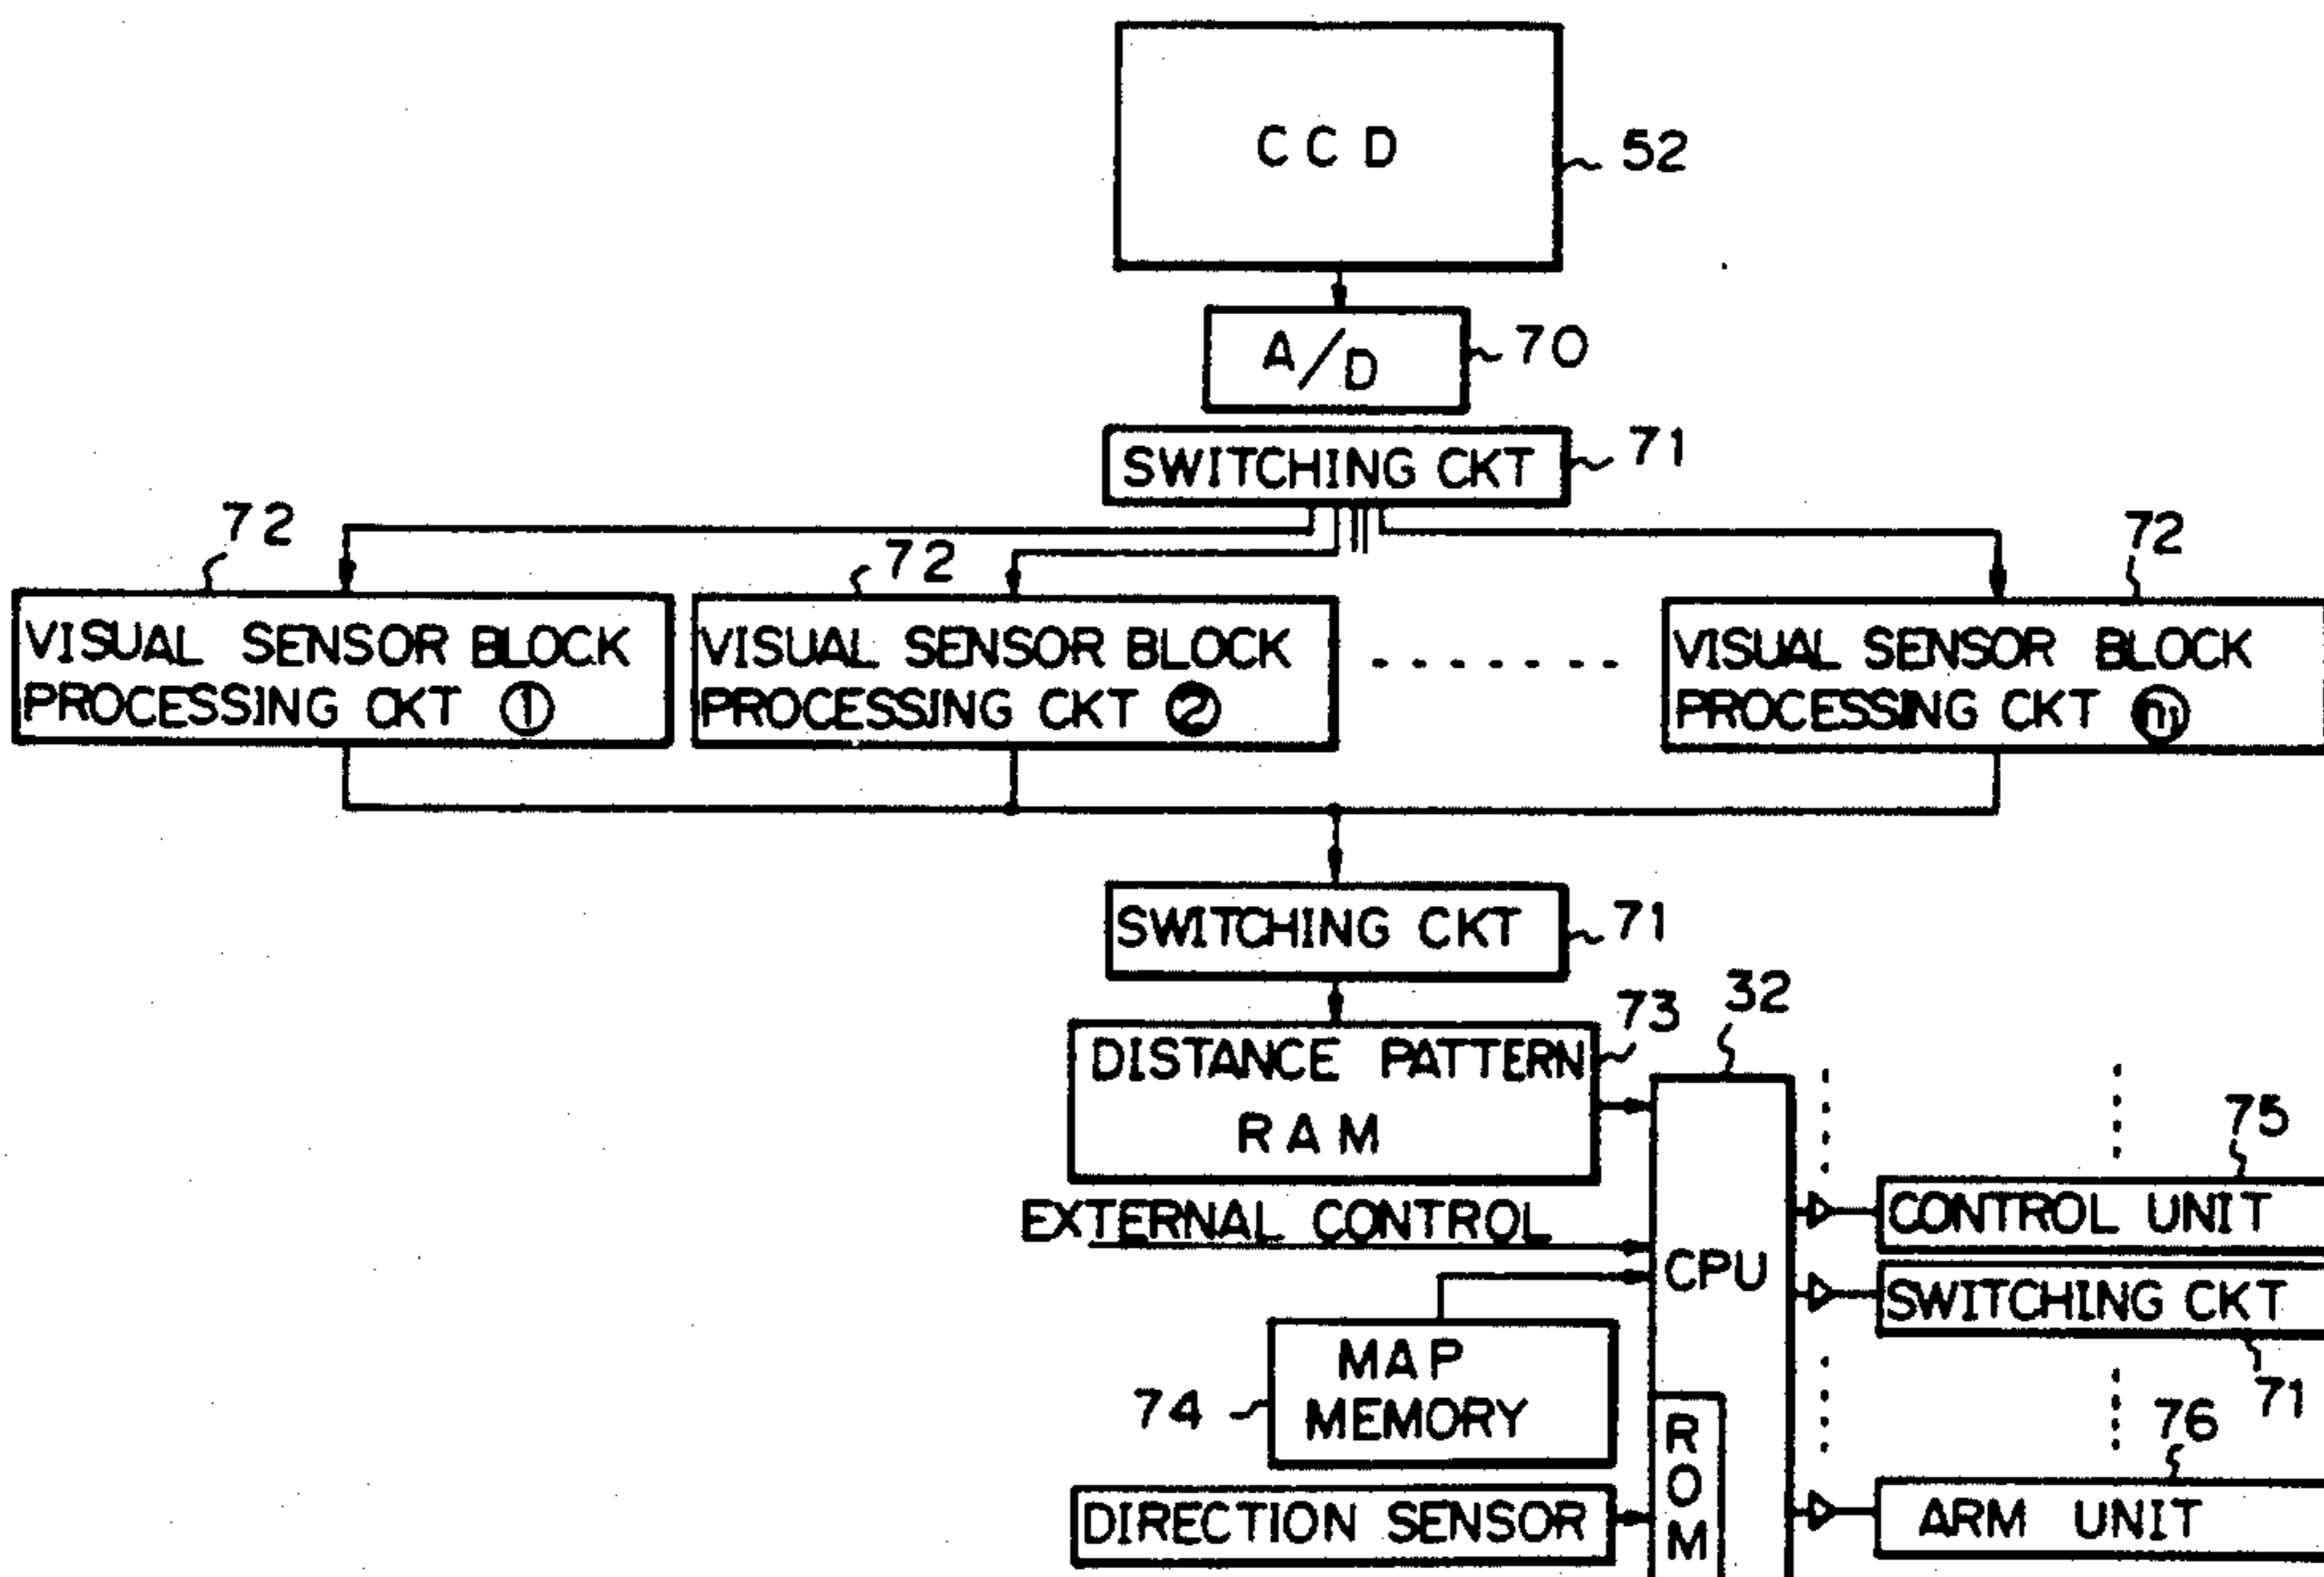 CCD
52
A/D
70
SWITCHING CKT
71
72
72
72
VISUAL SENSOR BLOCK
PROCESSING CKT ①
VISUAL SENSOR BLOCK
PROCESSING CKT ②
VISUAL SENSOR BLOCK
PROCESSING CKT ⓝ
SWITCHING CKT
71
DISTANCE PATTERN
RAM
73
32
EXTERNAL CONTROL
CPU
75
CONTROL UNIT
SWITCHING CKT
71
MAP
MEMORY
74
ROM
76
DIRECTION SENSOR
ARM UNIT